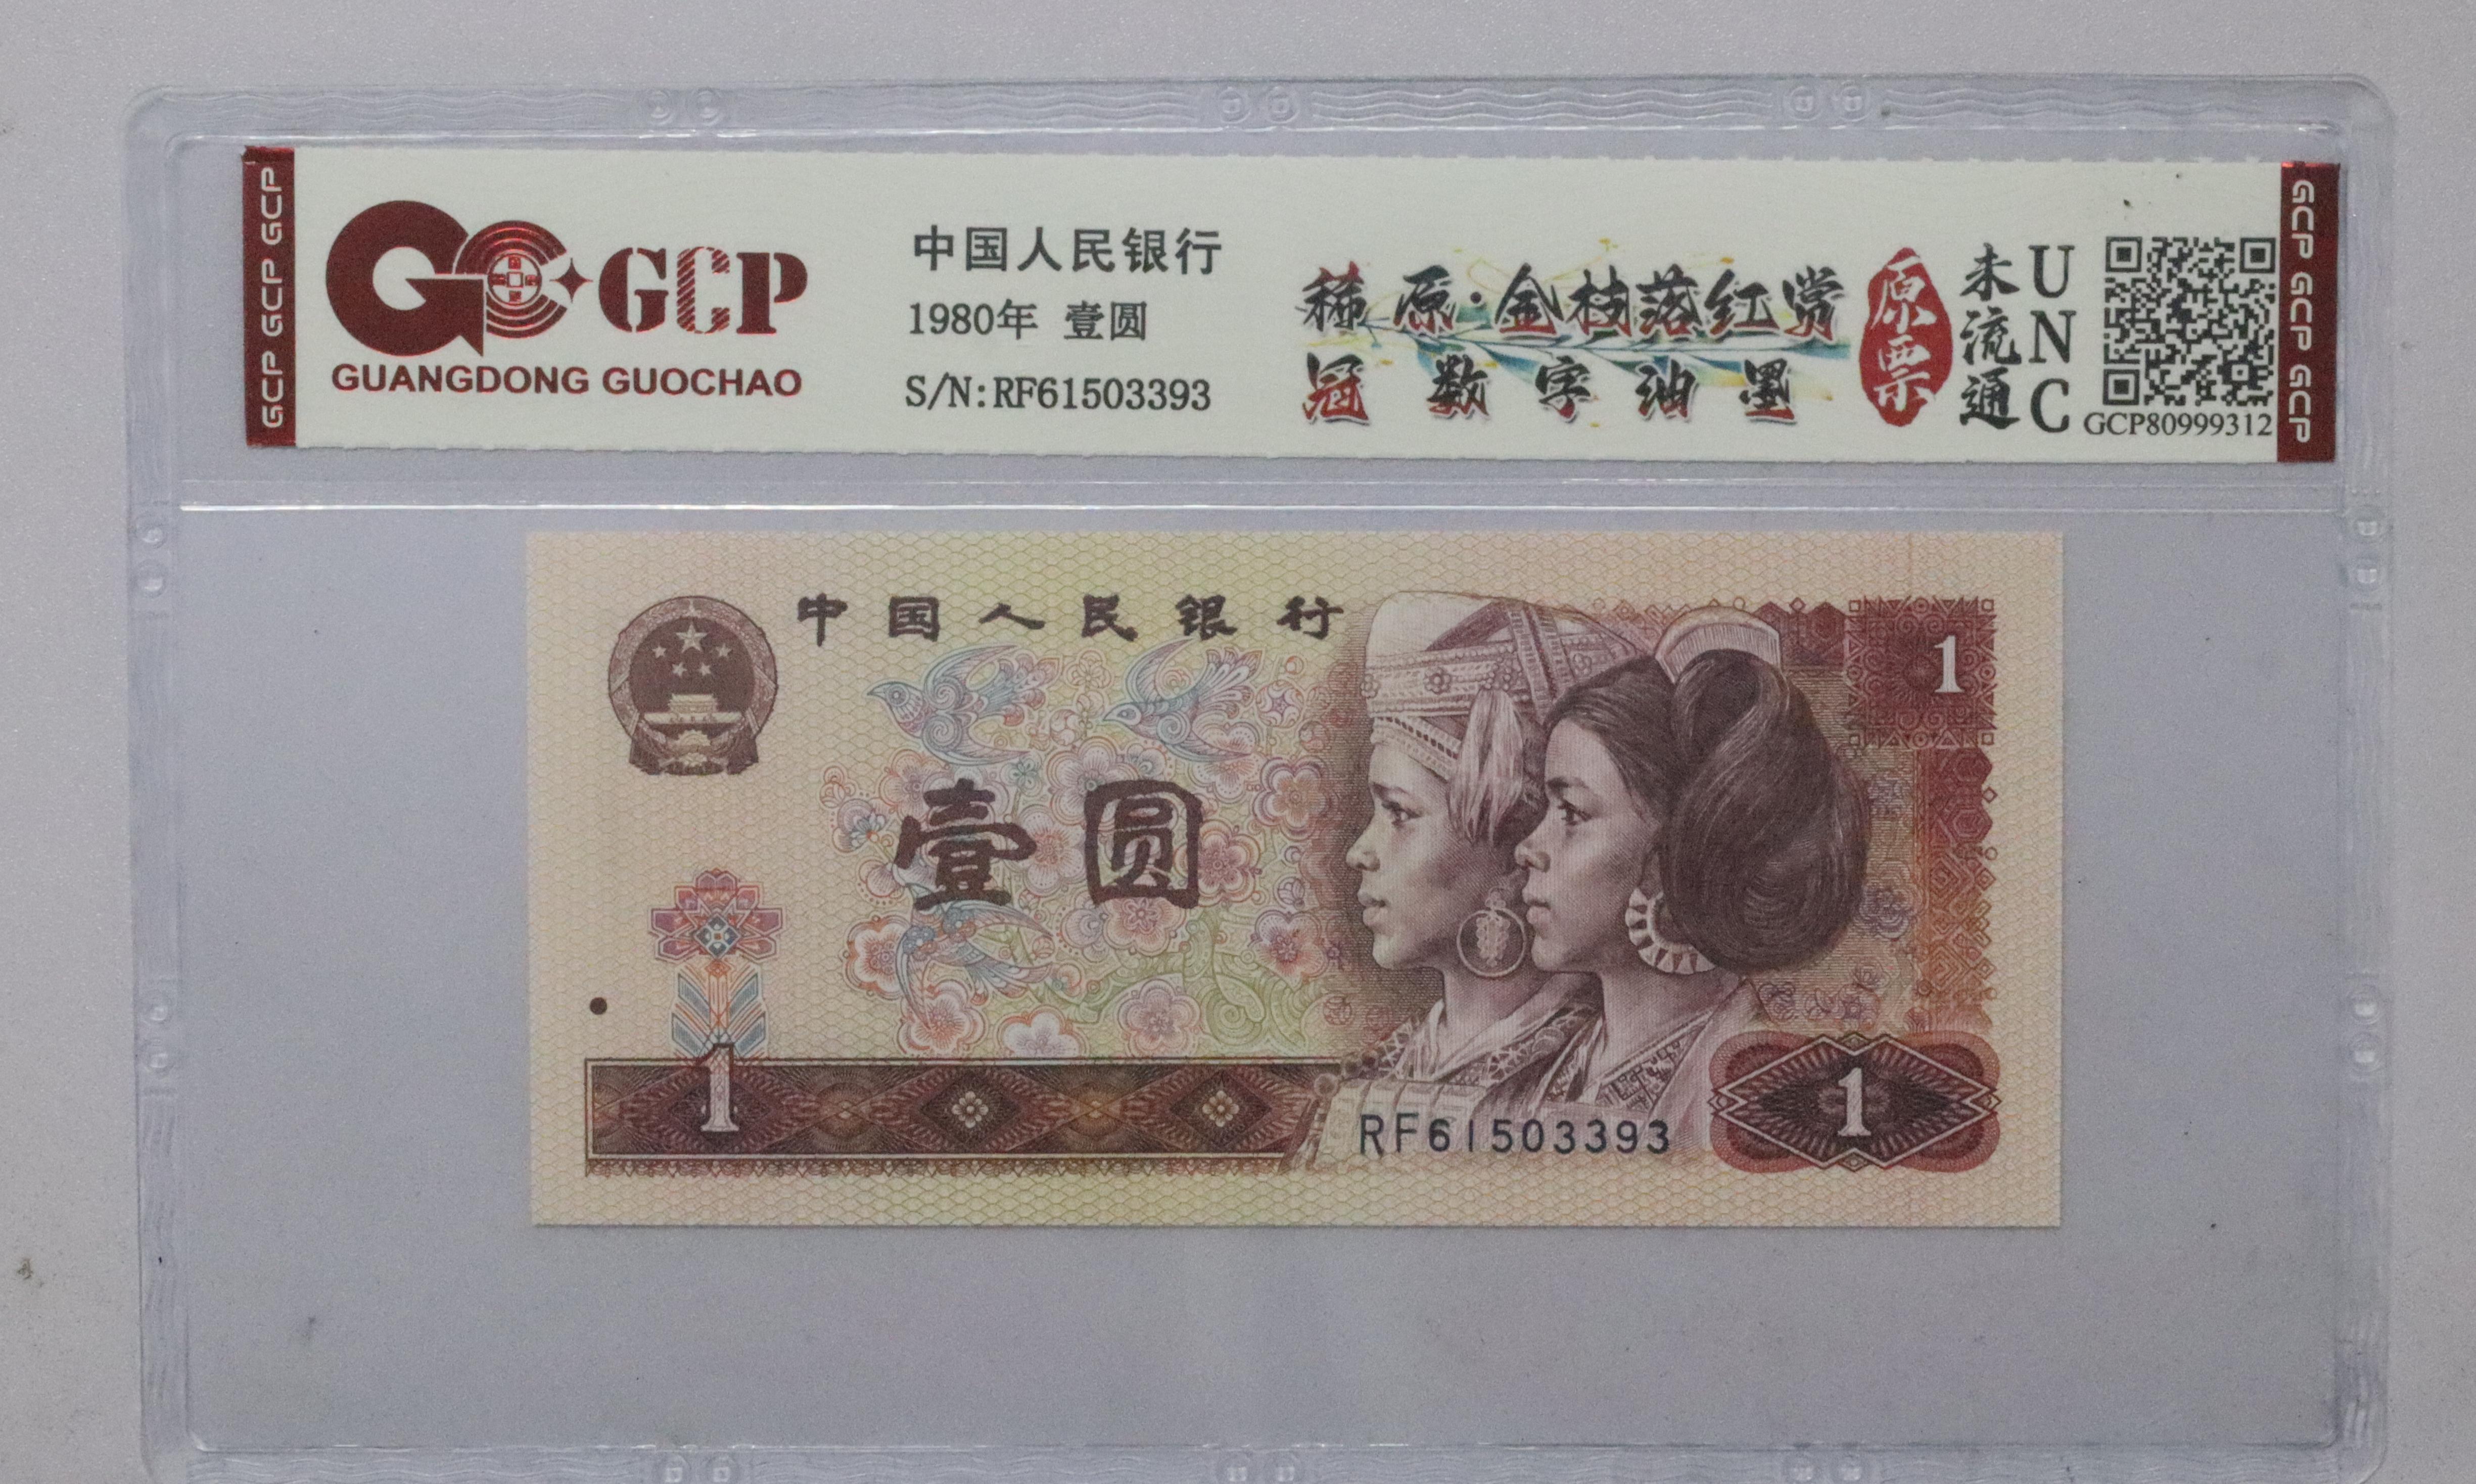 GCP GCP GCP
GCP
GUANGDONG GUOCHAO
中国人民银行
1980年 壹圆
S/N:RF61503393
稀原·金枝落红赏
冠数字油墨
原票
未流通
UNC
GCP80999312
GCP GCP GCP
中国人民银行
壹圆
1
1
RF61503393
1